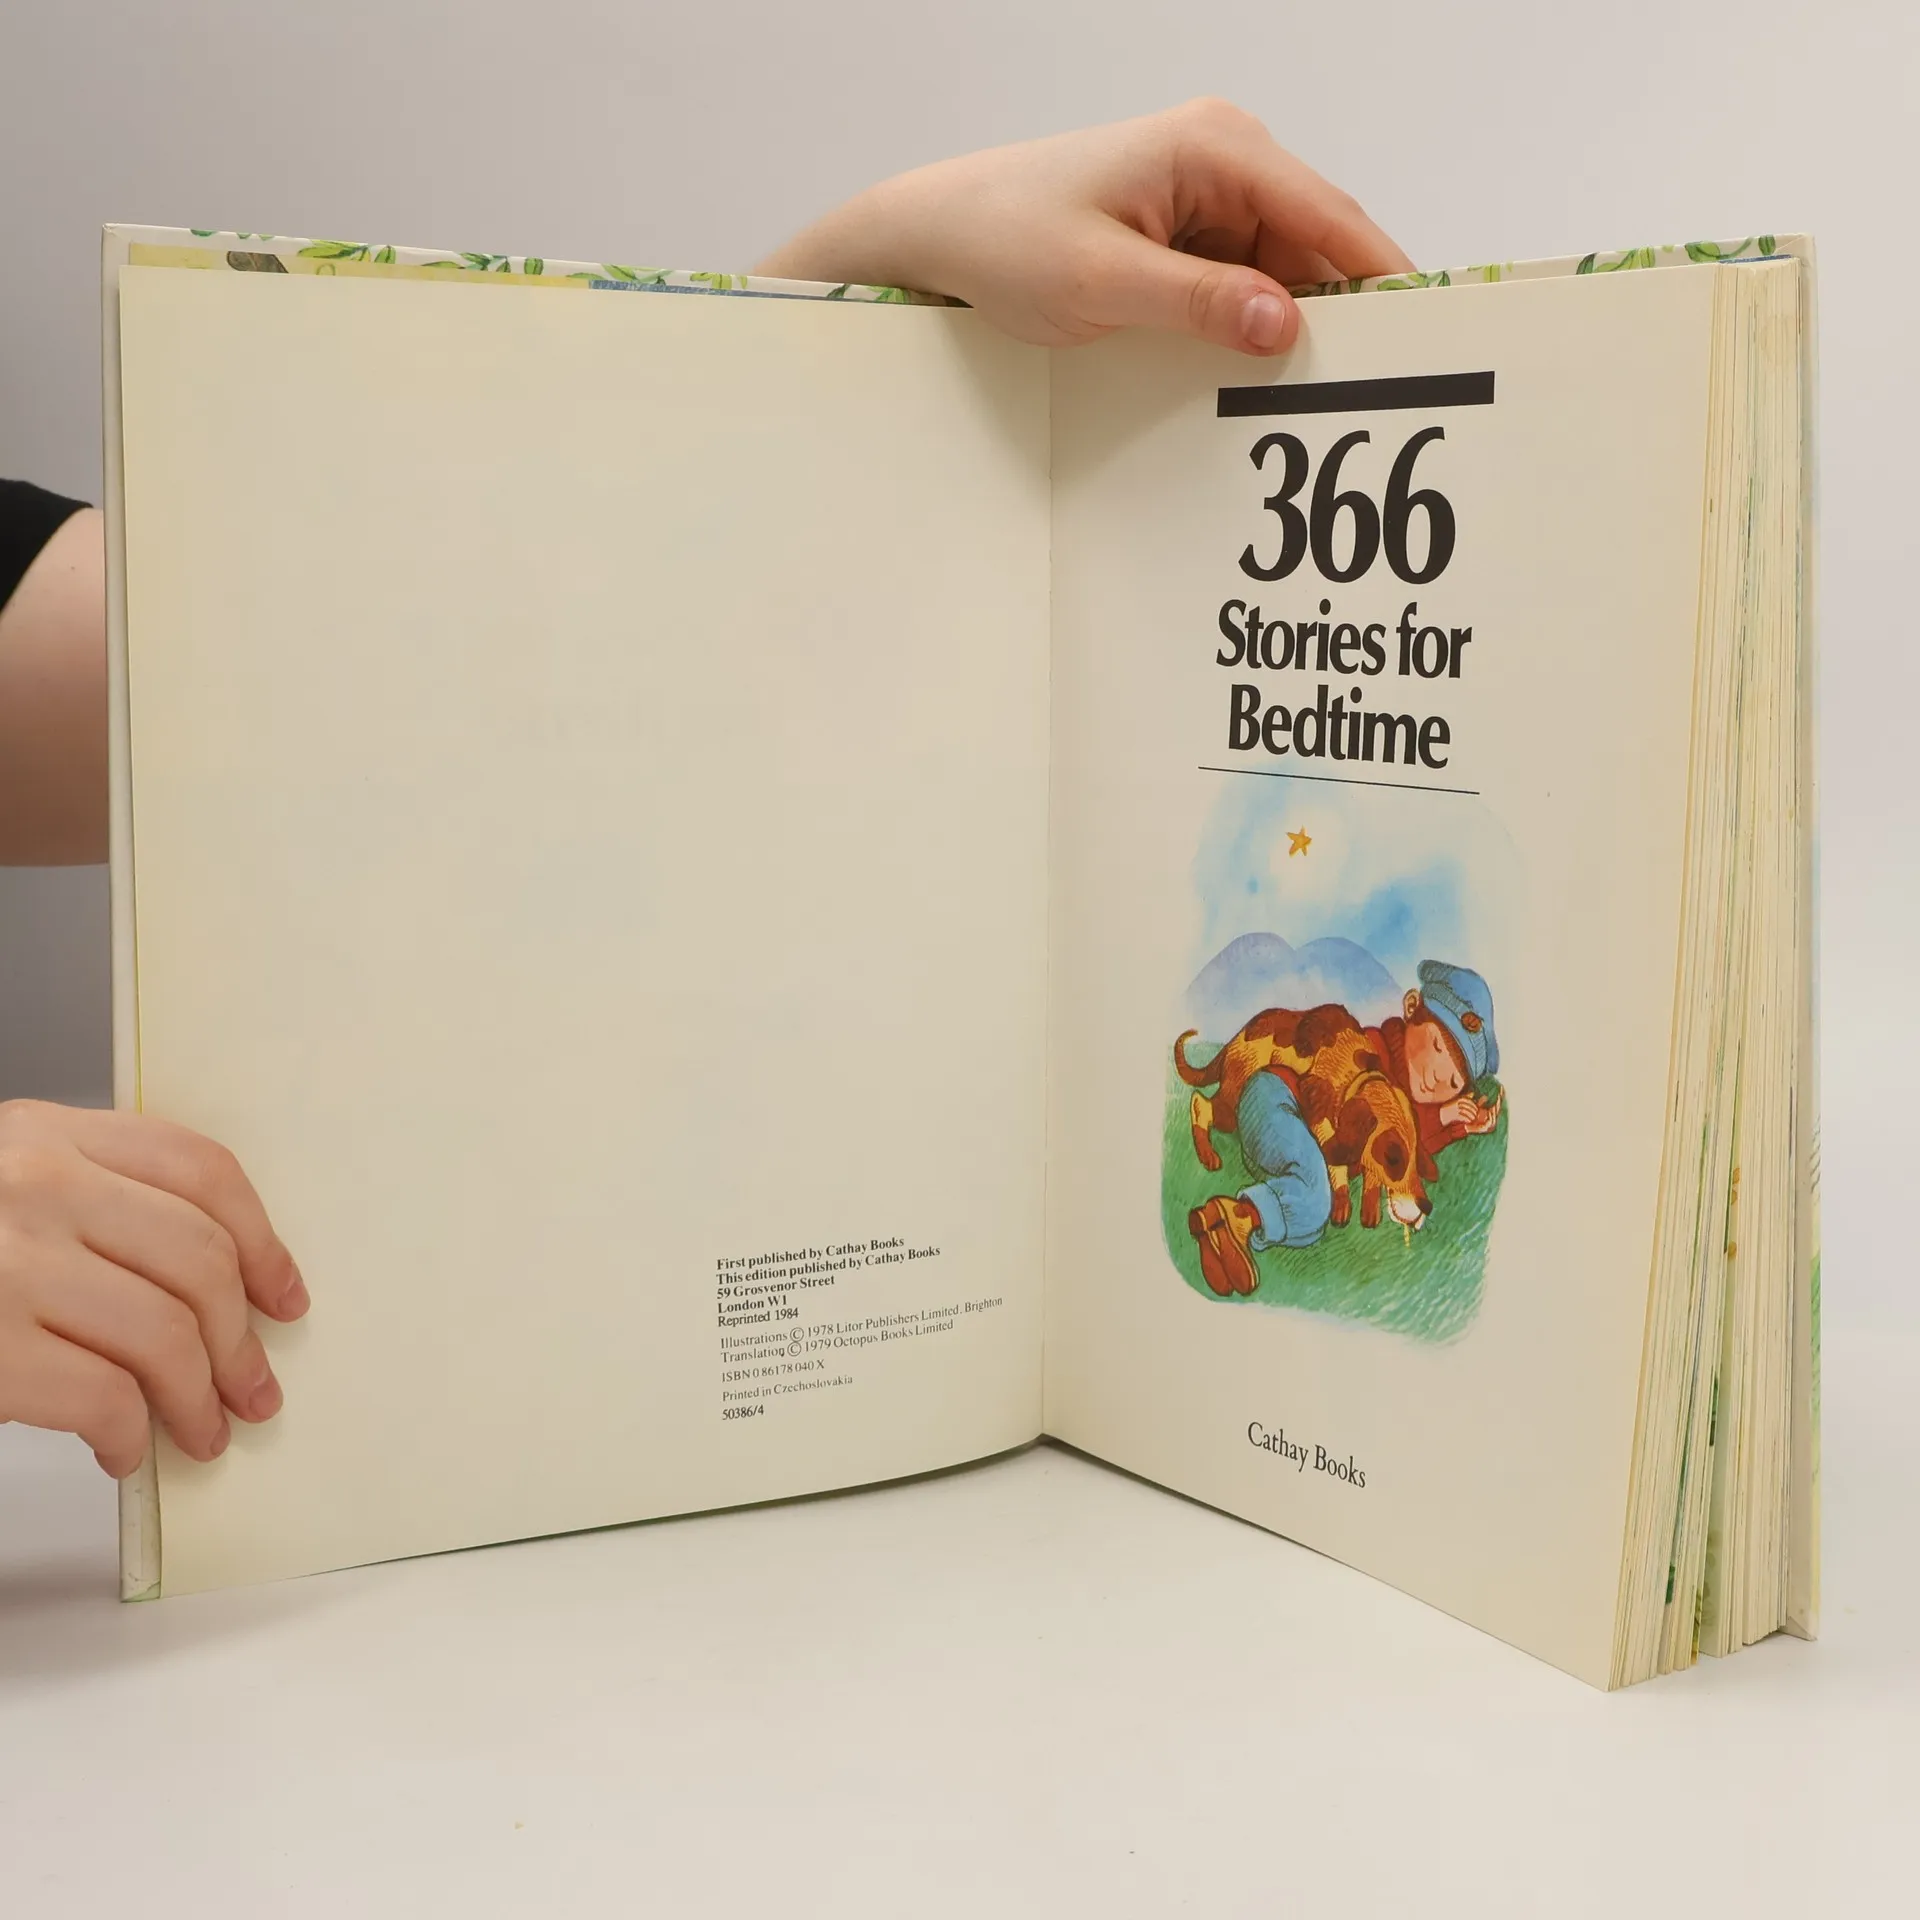 First published by Cathay Books
This edition published by Cathay Books
59 Grosvenor Street
London W1
Reprinted 1984
Illustrations © 1978 Litor Publishers Limited. Brighton
Translation © 1979 Octopus Books Limited
ISBN 0 86178 040 X
Printed in Czechoslovakia
50386/4
366
Stories for
Bedtime
Cathay Books